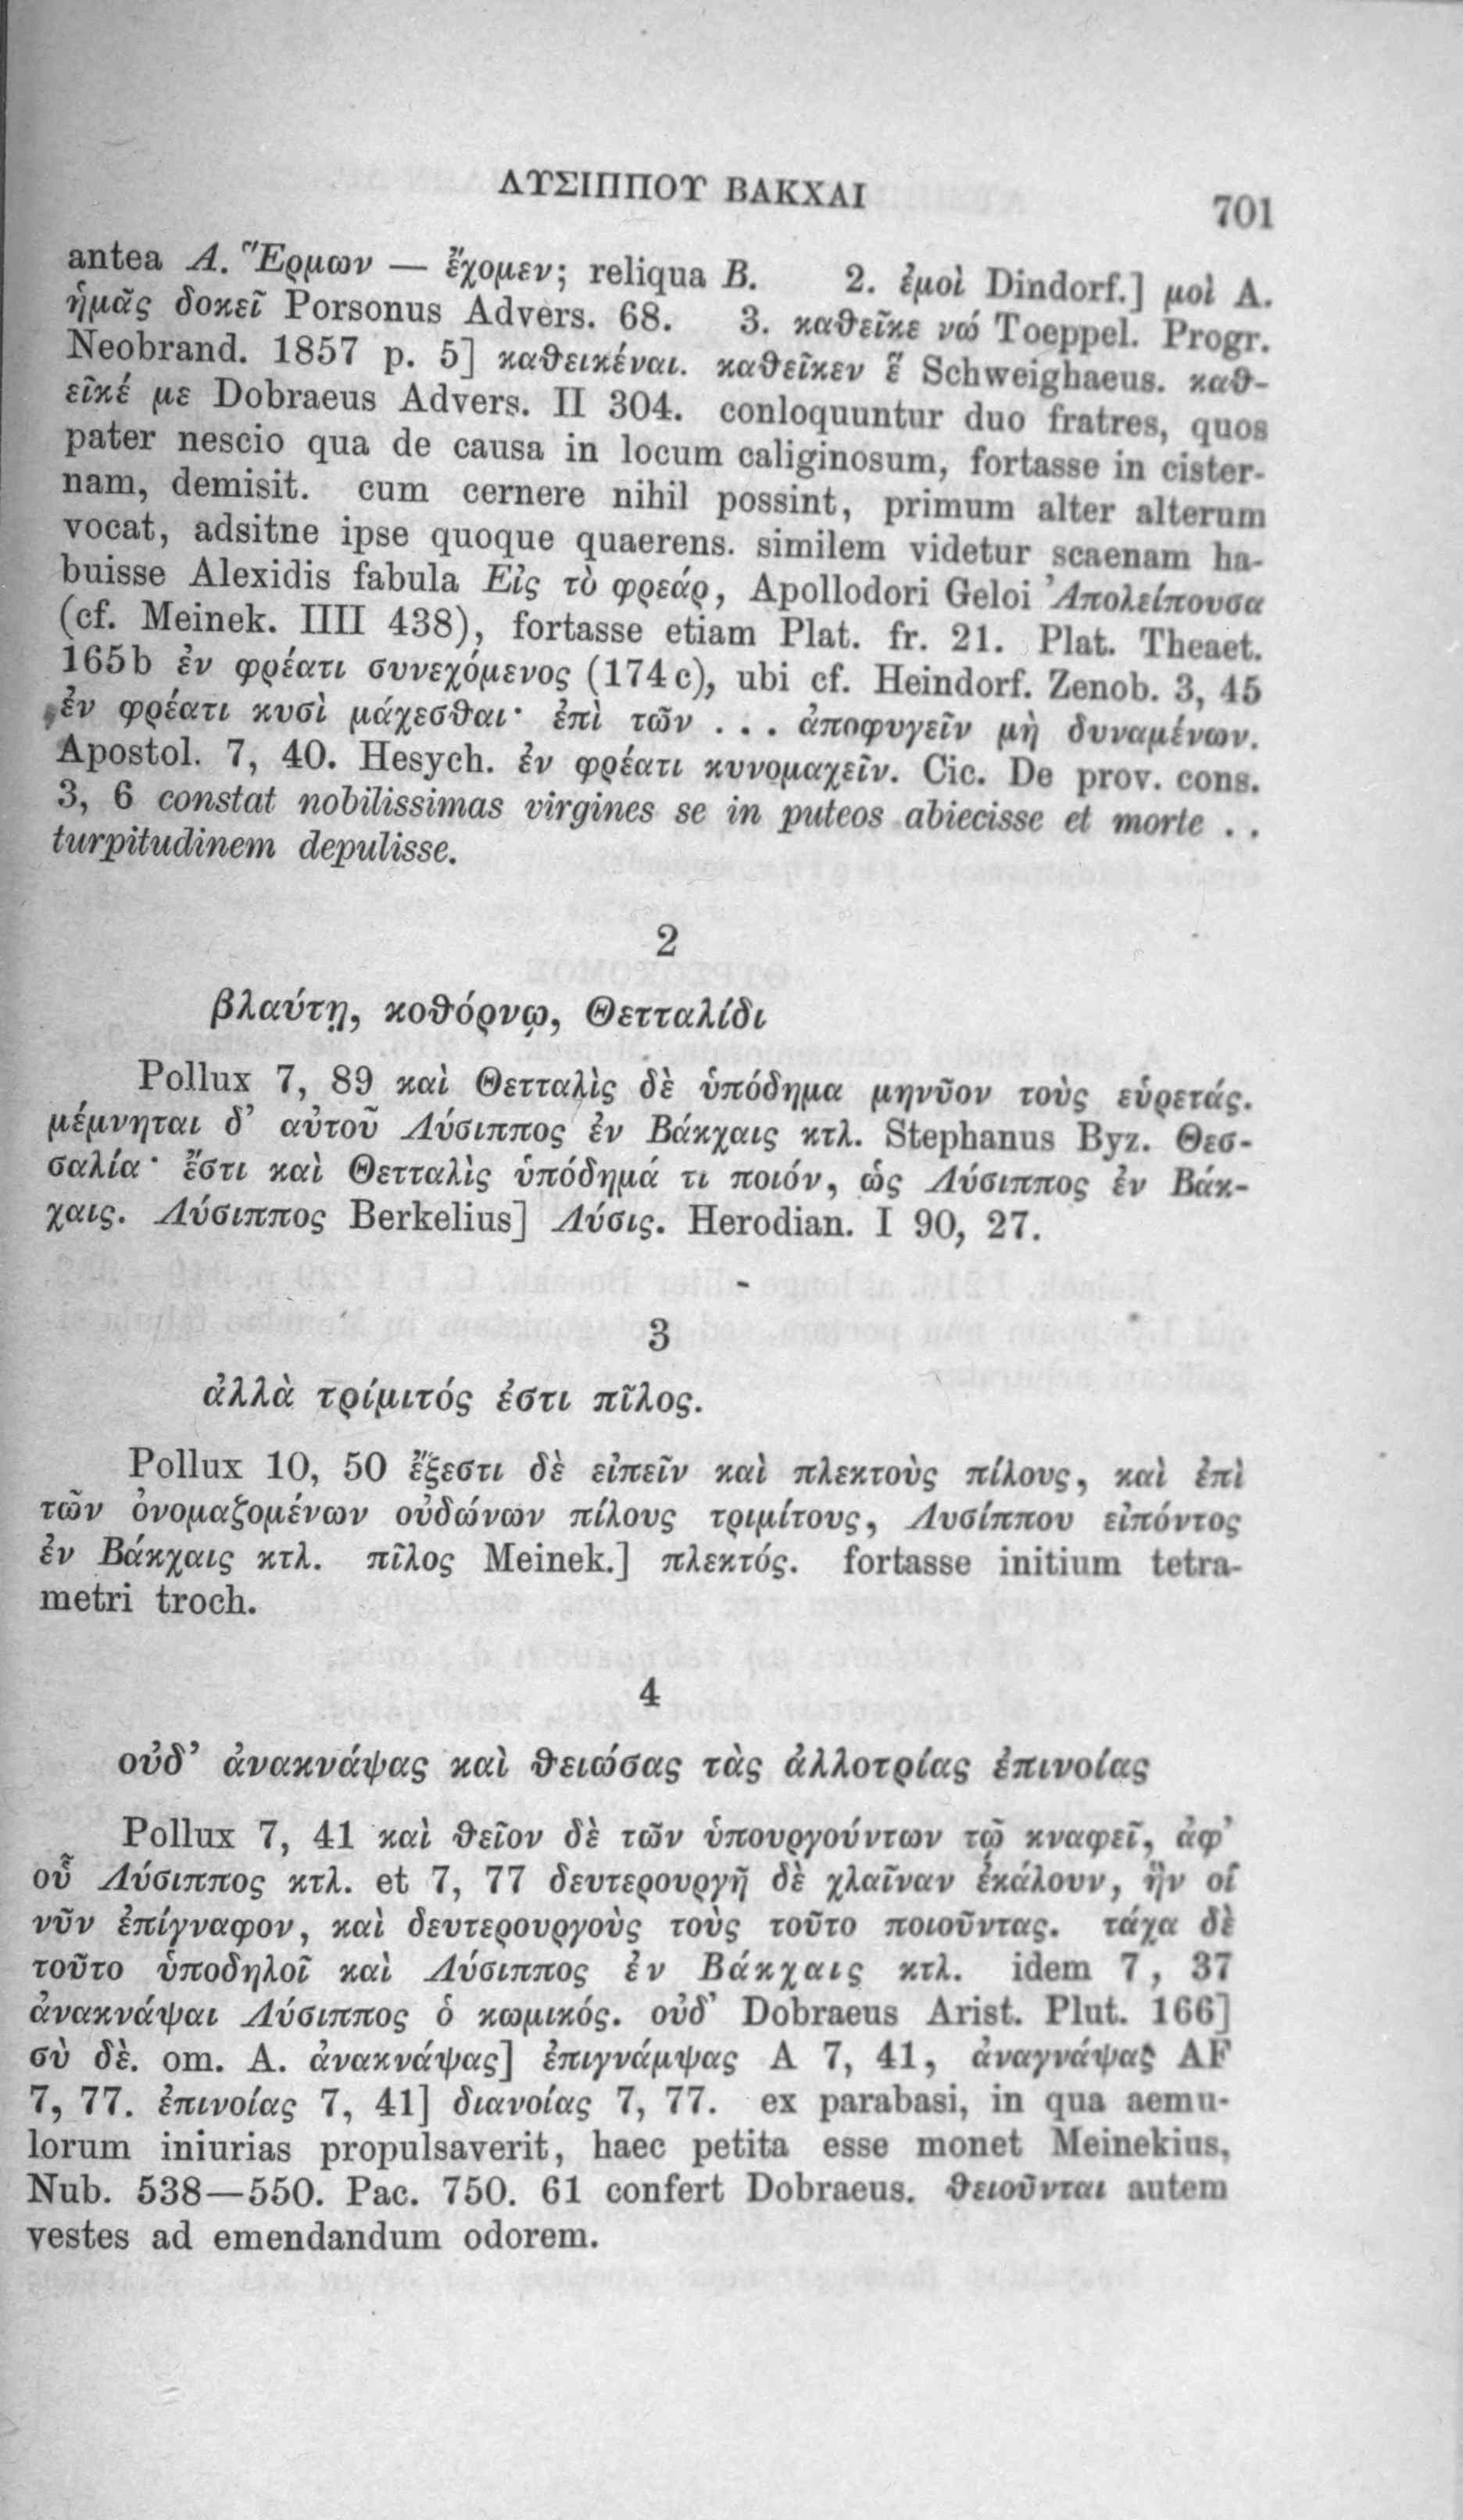 ΛΥΣΙΠΠΟΥ ΒΑΚΧΑΙ 701
antea Α. Ἕρμων — ἔχομεν; reliqua Β. 2. ἐμοὶ Dindorf.] μοὶ A.
ἡμᾶς δοκεῖ Porsonus Advers. 68. 3. καθεῖκε νώ Toeppel. Progr.
Neobrand. 1857 p. 5] καθεικέναι. καθεῖκεν ἕ Schweighaeus. καθ-
εῖκέ με Dobraeus Advers. II 304. conloquuntur duo fratres, quos
pater nescio qua de causa in locum caliginosum, fortasse in cister-
nam, demisit. cum cernere nihil possint, primum alter alterum
vocat, adsitne ipse quoque quaerens. similem videtur scaenam ha-
buisse Alexidis fabula Εἰς τὸ φρεάρ, Apollodori Geloi Ἀπολείπουσα
(cf. Meinek. IIII 438), fortasse etiam Plat. fr. 21. Plat. Theaet.
165b ἐν φρέατι συνεχόμενος (174c), ubi cf. Heindorf. Zenob. 3, 45
ἐν φρέατι κυσὶ μάχεσθαι· ἐπὶ τῶν ... ἀποφυγεῖν μὴ δυναμένων.
Apostol. 7, 40. Hesych. ἐν φρέατι κυνομαχεῖν. Cic. De prov. cons.
3, 6 constat nobilissimas virgines se in puteos abiecisse et morte ..
turpitudinem depulisse.
2
βλαύτῃ, κοθόρνῳ, Θετταλίδι
Pollux 7, 89 καὶ Θετταλὶς δὲ ὑπόδημα μηνῦον τοὺς εὑρετάς.
μέμνηται δ’ αὐτοῦ Λύσιππος ἐν Βάκχαις κτλ. Stephanus Byz. Θεσ-
σαλία· ἔστι καὶ Θετταλὶς ὑπόδημά τι ποιόν, ὡς Λύσιππος ἐν Βάκ-
χαις. Λύσιππος Berkelius] Λύσις. Herodian. I 90, 27.
3
ἀλλὰ τρίμιτός ἐστι πῖλος.
Pollux 10, 50 ἔξεστι δὲ εἰπεῖν καὶ πλεκτοὺς πίλους, καὶ ἐπὶ
τῶν ὀνομαζομένων οὐδώνων πίλους τριμίτους, Λυσίππου εἰπόντος
ἐν Βάκχαις κτλ. πῖλος Meinek.] πλεκτός. fortasse initium tetra-
metri troch.
4
οὐδ’ ἀνακνάψας καὶ θειώσας τὰς ἀλλοτρίας ἐπινοίας
Pollux 7, 41 καὶ θεῖον δὲ τῶν ὑπουργούντων τῷ κναφεῖ, ἀφ’
οὗ Λύσιππος κτλ. et 7, 77 δευτερουργῆ δὲ χλαῖναν ἐκάλουν, ἣν οἱ
νῦν ἐπίγναφον, καὶ δευτερουργοὺς τοὺς τοῦτο ποιοῦντας. τάχα δὲ
τοῦτο ὑποδηλοῖ καὶ Λύσιππος ἐν Βάκχαις κτλ. idem 7, 37
ἀνακνάψαι Λύσιππος ὁ κωμικός. οὐδ’ Dobraeus Arist. Plut. 166]
σὺ δὲ. om. A. ἀνακνάψας] ἐπιγνάμψας A 7, 41, ἀναγνάψας AF
7, 77. ἐπινοίας 7, 41] διανοίας 7, 77. ex parabasi, in qua aemu-
lorum iniurias propulsaverit, haec petita esse monet Meinekius,
Nub. 538—550. Pac. 750. 61 confert Dobraeus. θειοῦνται autem
vestes ad emendandum odorem.